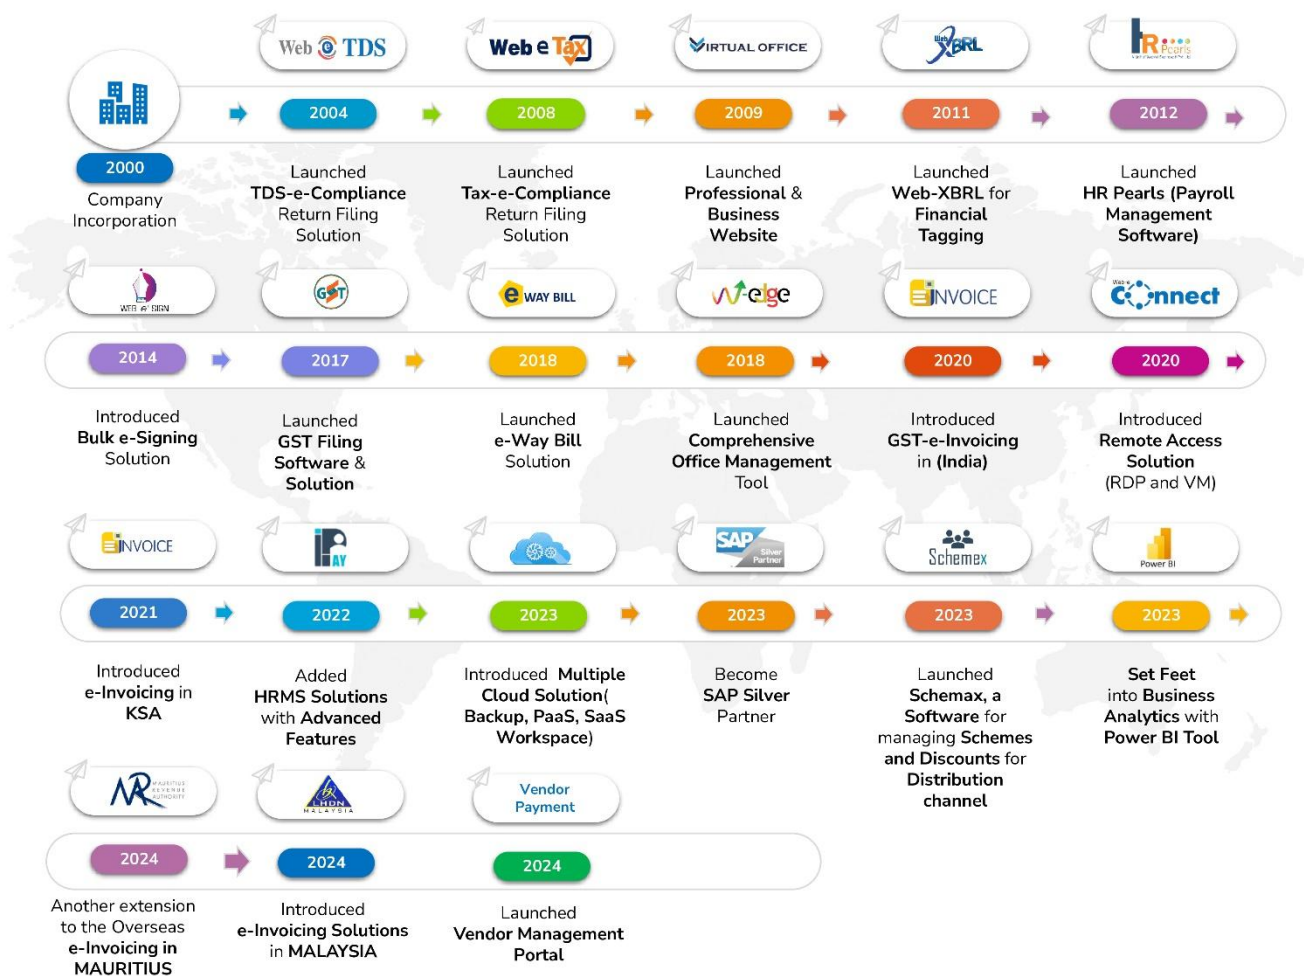 Web e TDS
Web e Tax
VIRTUAL OFFICE
Web XBRL
HR Pearls
2000
2004
2008
2009
2011
2012
Company
Incorporation
Launched
TDS-e-Compliance
Return Filing
Solution
Launched
Tax-e-Compliance
Return Filing
Solution
Launched
Professional &
Business
Website
Launched
Web-XBRL for
Financial
Tagging
Launched
HR Pearls (Payroll
Management
Software)
WEB e SIGN
GST
e WAY BILL
W-edge
EINVOICE
Web-e
Connect
2014
2017
2018
2018
2020
2020
Introduced
Bulk e-Signing
Solution
Launched
GST Filing
Software &
Solution
Launched
e-Way Bill
Solution
Launched
Comprehensive
Office Management
Tool
Introduced
GST-e-Invoicing
in (India)
Introduced
Remote Access
Solution
(RDP and VM)
EINVOICE
iPAY
SAP Silver
Partner
Schemex
Power BI
2021
2022
2023
2023
2023
2023
Introduced
e-Invoicing in
KSA
Added
HRMS Solutions
with Advanced
Features
Introduced Multiple
Cloud Solution(
Backup, PaaS, SaaS
Workspace)
Become
SAP Silver
Partner
Launched
Schemax, a
Software for
managing Schemes
and Discounts for
Distribution
channel
Set Feet
into Business
Analytics with
Power BI Tool
MAURITIUS
REVENUE
AUTHORITY
LHDN
MALAYSIA
Vendor
Payment
2024
2024
2024
Another extension
to the Overseas
e-Invoicing in
MAURITIUS
Introduced
e-Invoicing Solutions
in MALAYSIA
Launched
Vendor Management
Portal